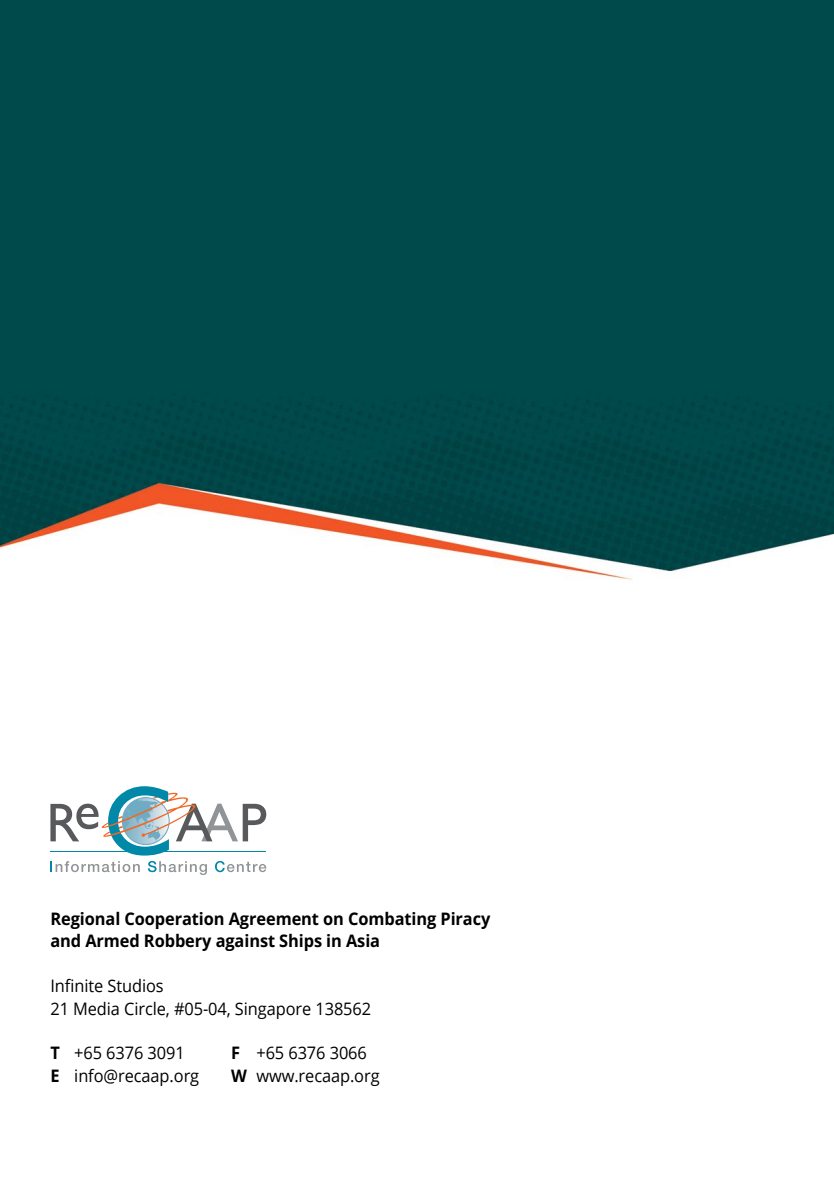 ReCAAP
Information Sharing Centre
Regional Cooperation Agreement on Combating Piracy
and Armed Robbery against Ships in Asia
Infinite Studios
21 Media Circle, #05-04, Singapore 138562
T +65 6376 3091 F +65 6376 3066
E info@recaap.org W www.recaap.org